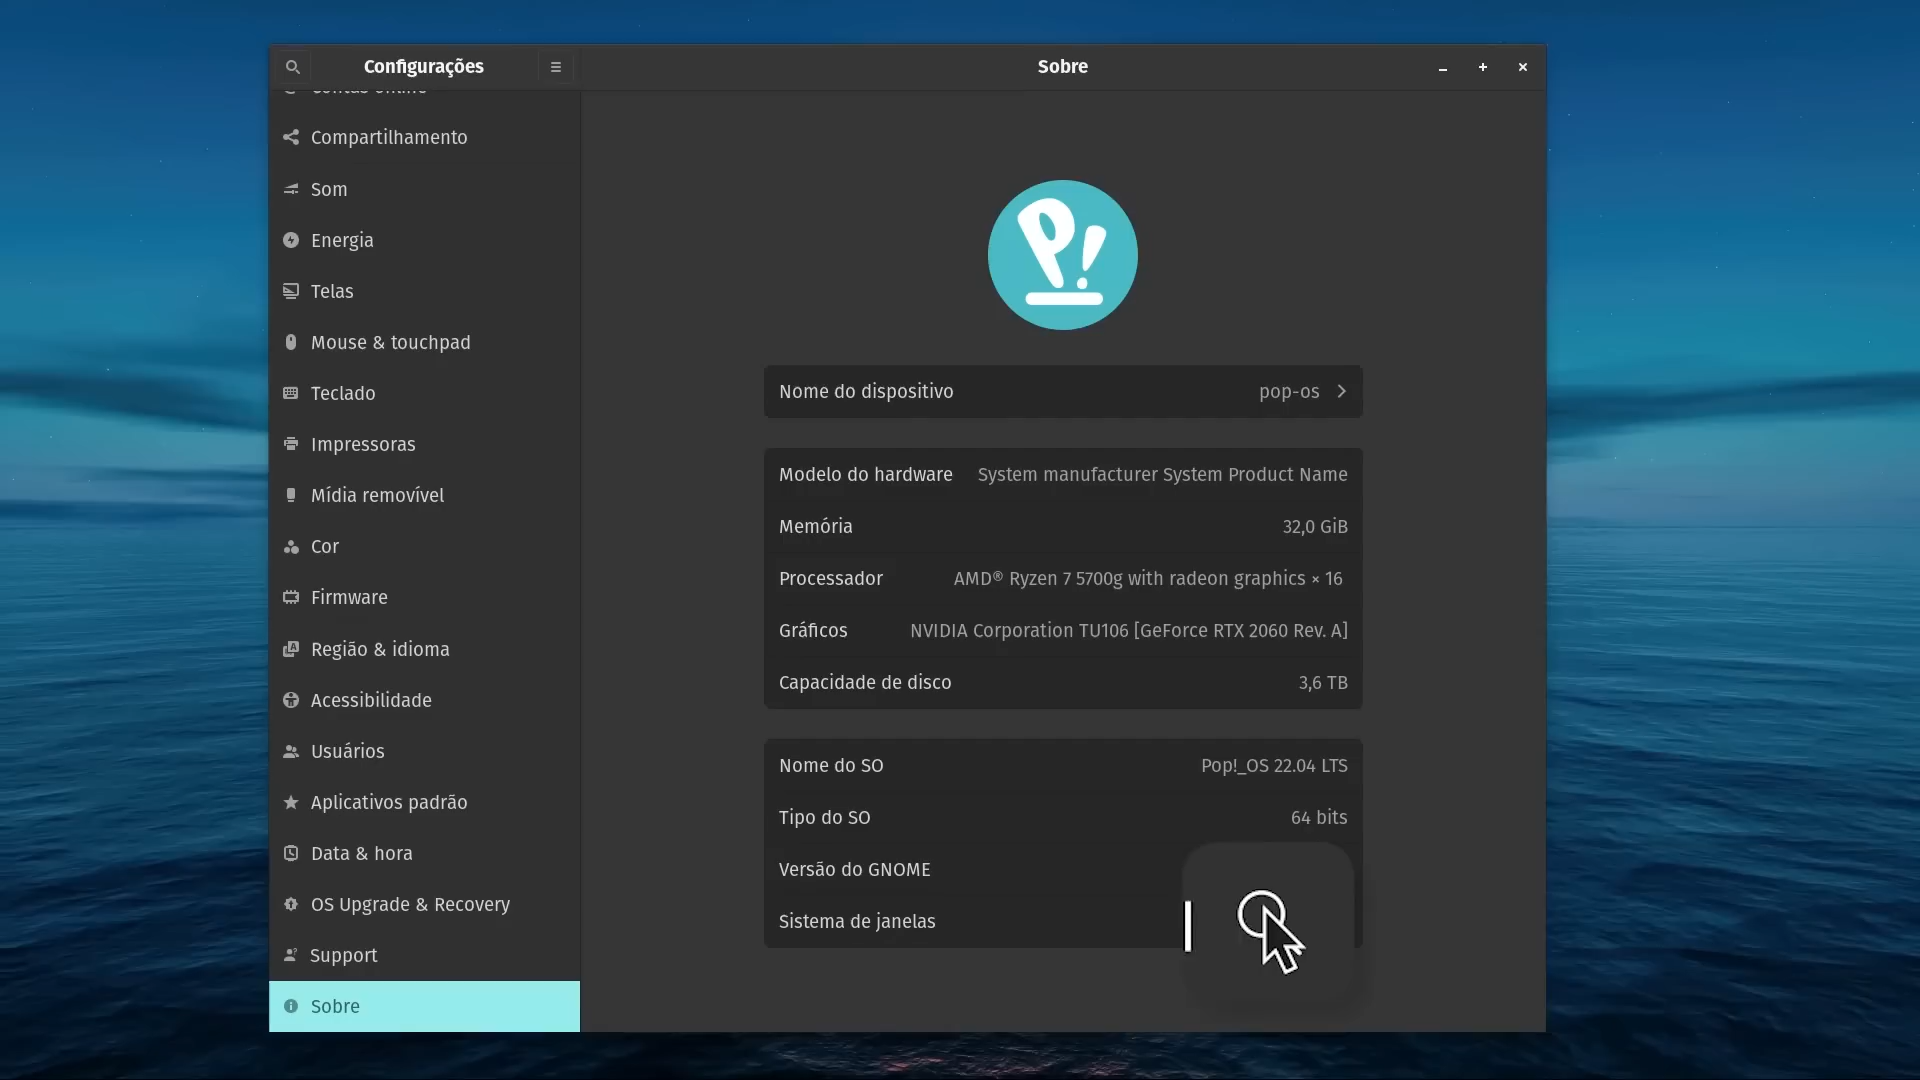 Configurações
Sobre
Compartilhamento
Som
Energia
Telas
Mouse & touchpad
Teclado
Impressoras
Mídia removível
Cor
Firmware
Região & idioma
Acessibilidade
Usuários
Aplicativos padrão
Data & hora
OS Upgrade & Recovery
Support
Sobre
P!
Nome do dispositivo pop-os
Modelo do hardware System manufacturer System Product Name
Memória 32,0 GiB
Processador AMD® Ryzen 7 5700g with radeon graphics × 16
Gráficos NVIDIA Corporation TU106 [GeForce RTX 2060 Rev. A]
Capacidade de disco 3,6 TB
Nome do SO Pop!_OS 22.04 LTS
Tipo do SO 64 bits
Versão do GNOME
Sistema de janelas